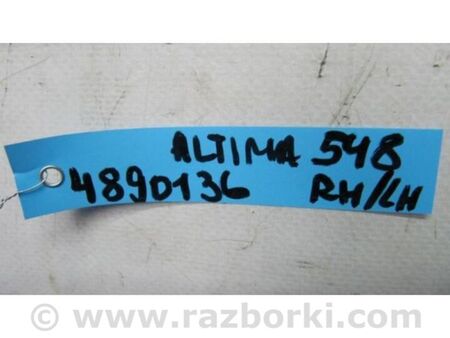 ALTIMA 548
4890136 RH/LH
© www.razborki.com